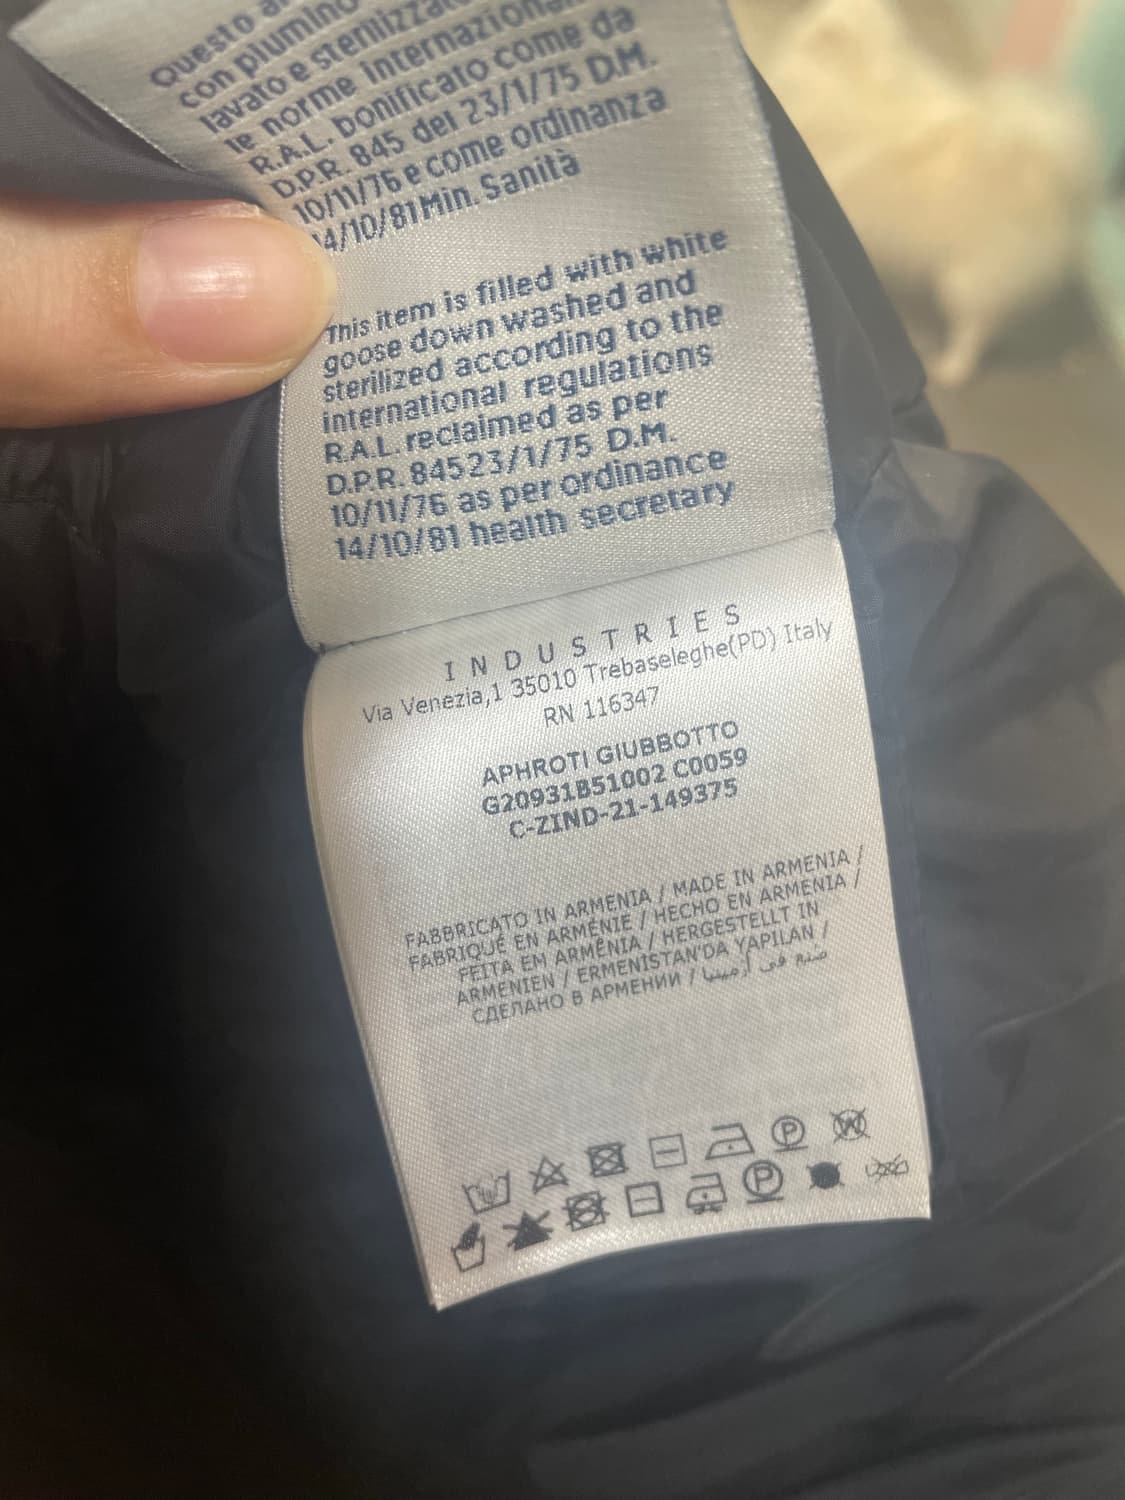 Questo
con piumino
lavato e sterilizzato
le norme internazional
R.A.L. bonificato come da
D.P.R. 845 del 23/1/75 D.M.
10/11/76 e come ordinanza
14/10/81 Min. Sanità
This item is filled with white
goose down washed and
sterilized according to the
international regulations
R.A.L. reclaimed as per
D.P.R. 84523/1/75 D.M.
10/11/76 as per ordinance
14/10/81 health secretary
INDUSTRIES
Via Venezia,1 35010 Trebaseleghe(PD) Italy
RN 116347
APHROTI GIUBBOTTO
G20931B51002 C0059
C-ZIND-21-149375
FABBRICATO IN ARMENIA / MADE IN ARMENIA /
FABRIQUÉ EN ARMÉNIE / HECHO EN ARMENIA /
FEITA EM ARMÊNIA / HERGESTELLT IN
ARMENIEN / ERMENİSTAN'DA YAPILAN /
СДЕЛАНО В АРМЕНИИ / صنع في أرمينيا
P W
P